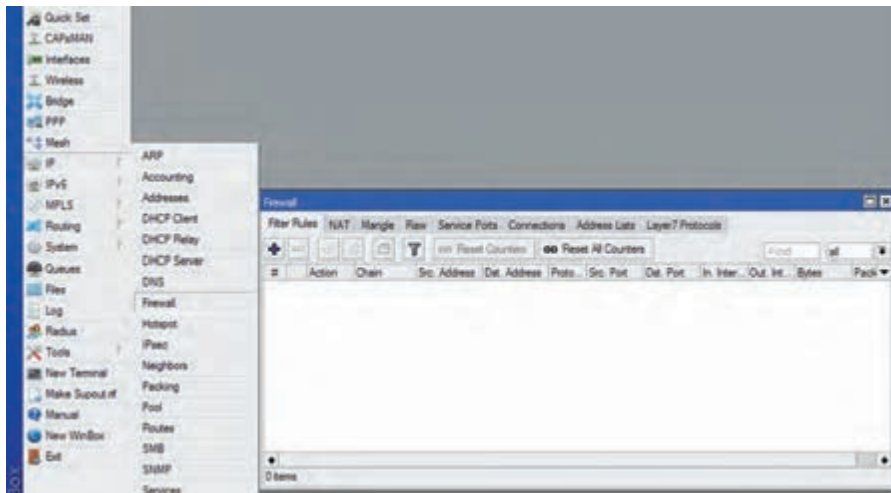 Quick Set
CAPsMAN
Interfaces
Wireless
Bridge
PPP
Mesh
IP
IPv6
MPLS
Routing
System
Queues
Files
Log
Radius
Tools
New Terminal
Make Supout.rif
Manual
New WinBox
Exit
ARP
Accounting
Addresses
DHCP Client
DHCP Relay
DHCP Server
DNS
Firewall
Hotspot
IPsec
Neighbors
Packing
Pool
Routes
SMB
SNMP
Services
Firewall
Filter Rules NAT Mangle Raw Service Ports Connections Address Lists Layer7 Protocols
Reset Counters Reset All Counters Find all
# Action Chain Src. Address Dst. Address Proto... Src. Port Dst. Port In. Inter... Out. Int... Bytes Pack
0 items